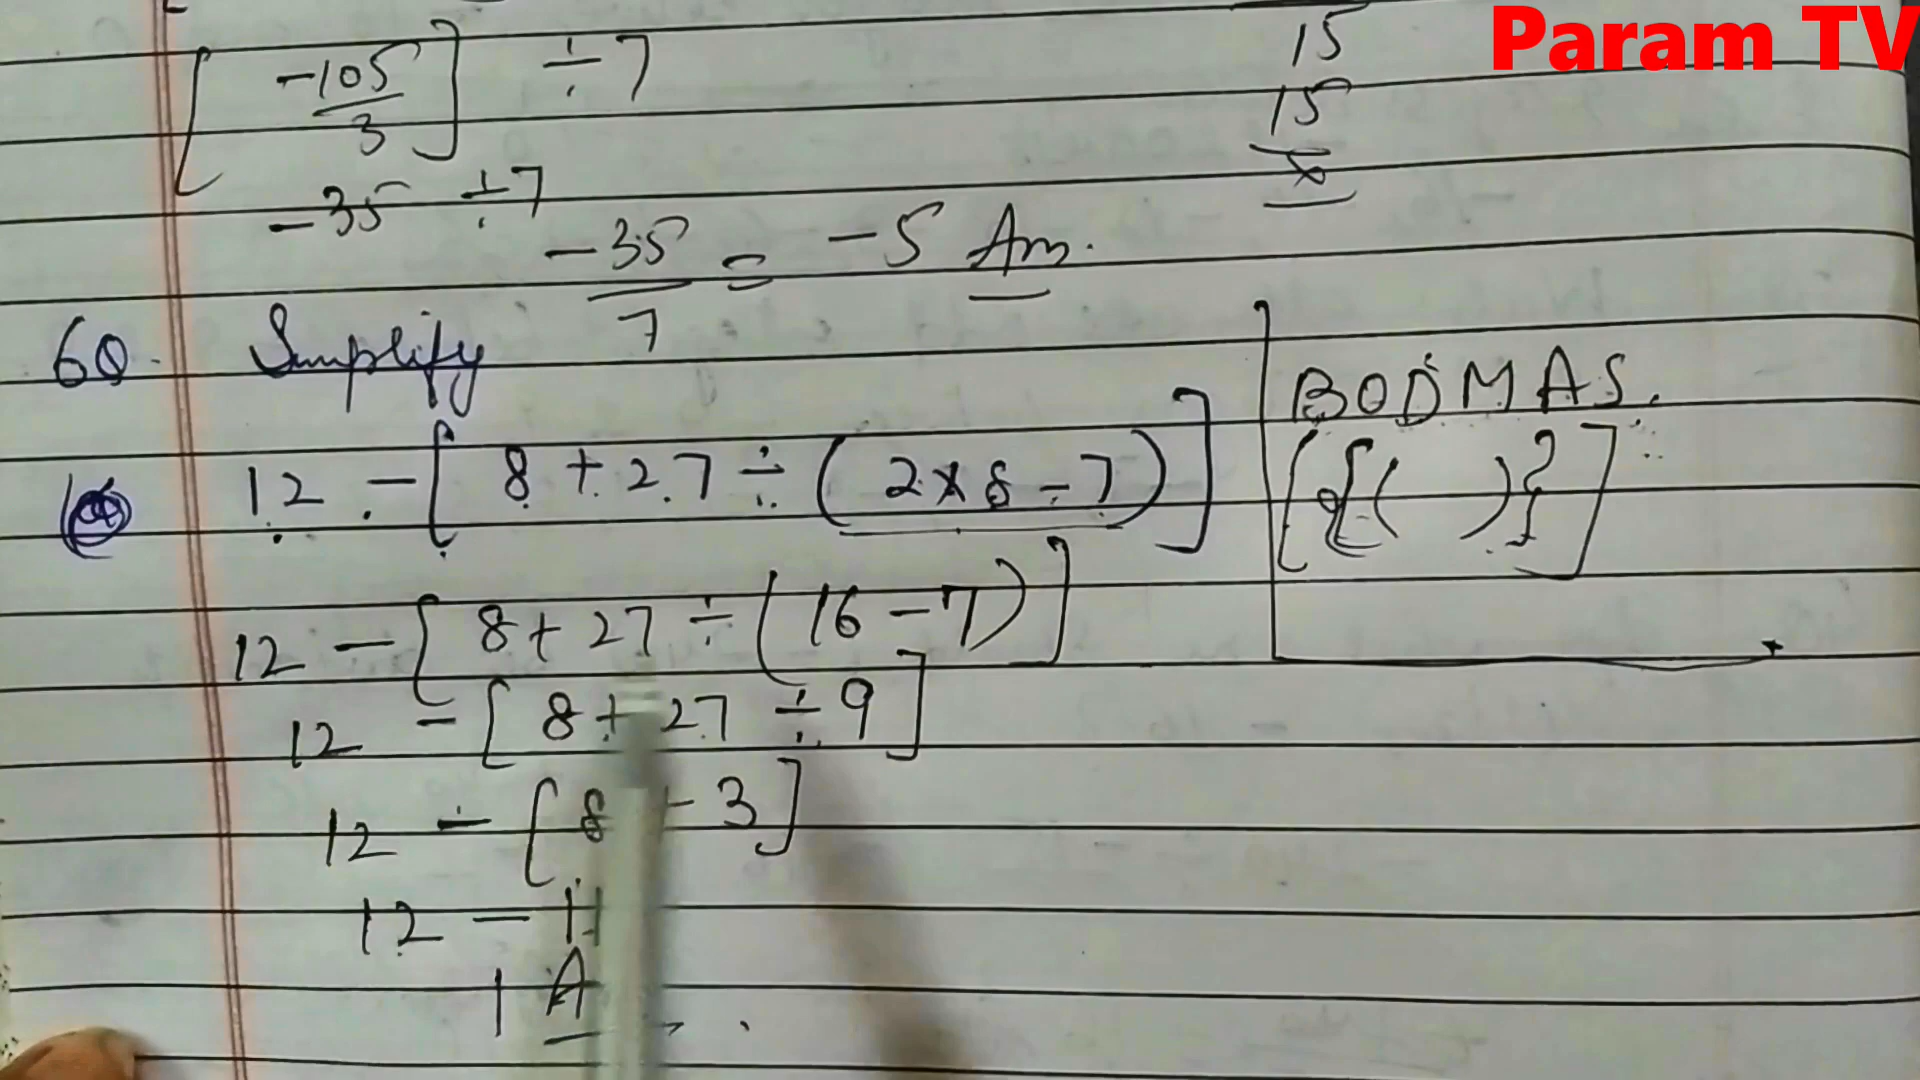 Param TV
[-105/3] ÷ 7
15
15
-35 ÷ 7
-35/7 = -5 Ans.
6Q. Simplify
BODMAS.
12 - [8 + 27 ÷ (2 × 8 - 7)]
[{( )}]
12 - [8 + 27 ÷ (16 - 7)]
12 - [8 + 27 ÷ 9]
12 - [8 + 3]
12 - 11
1 A